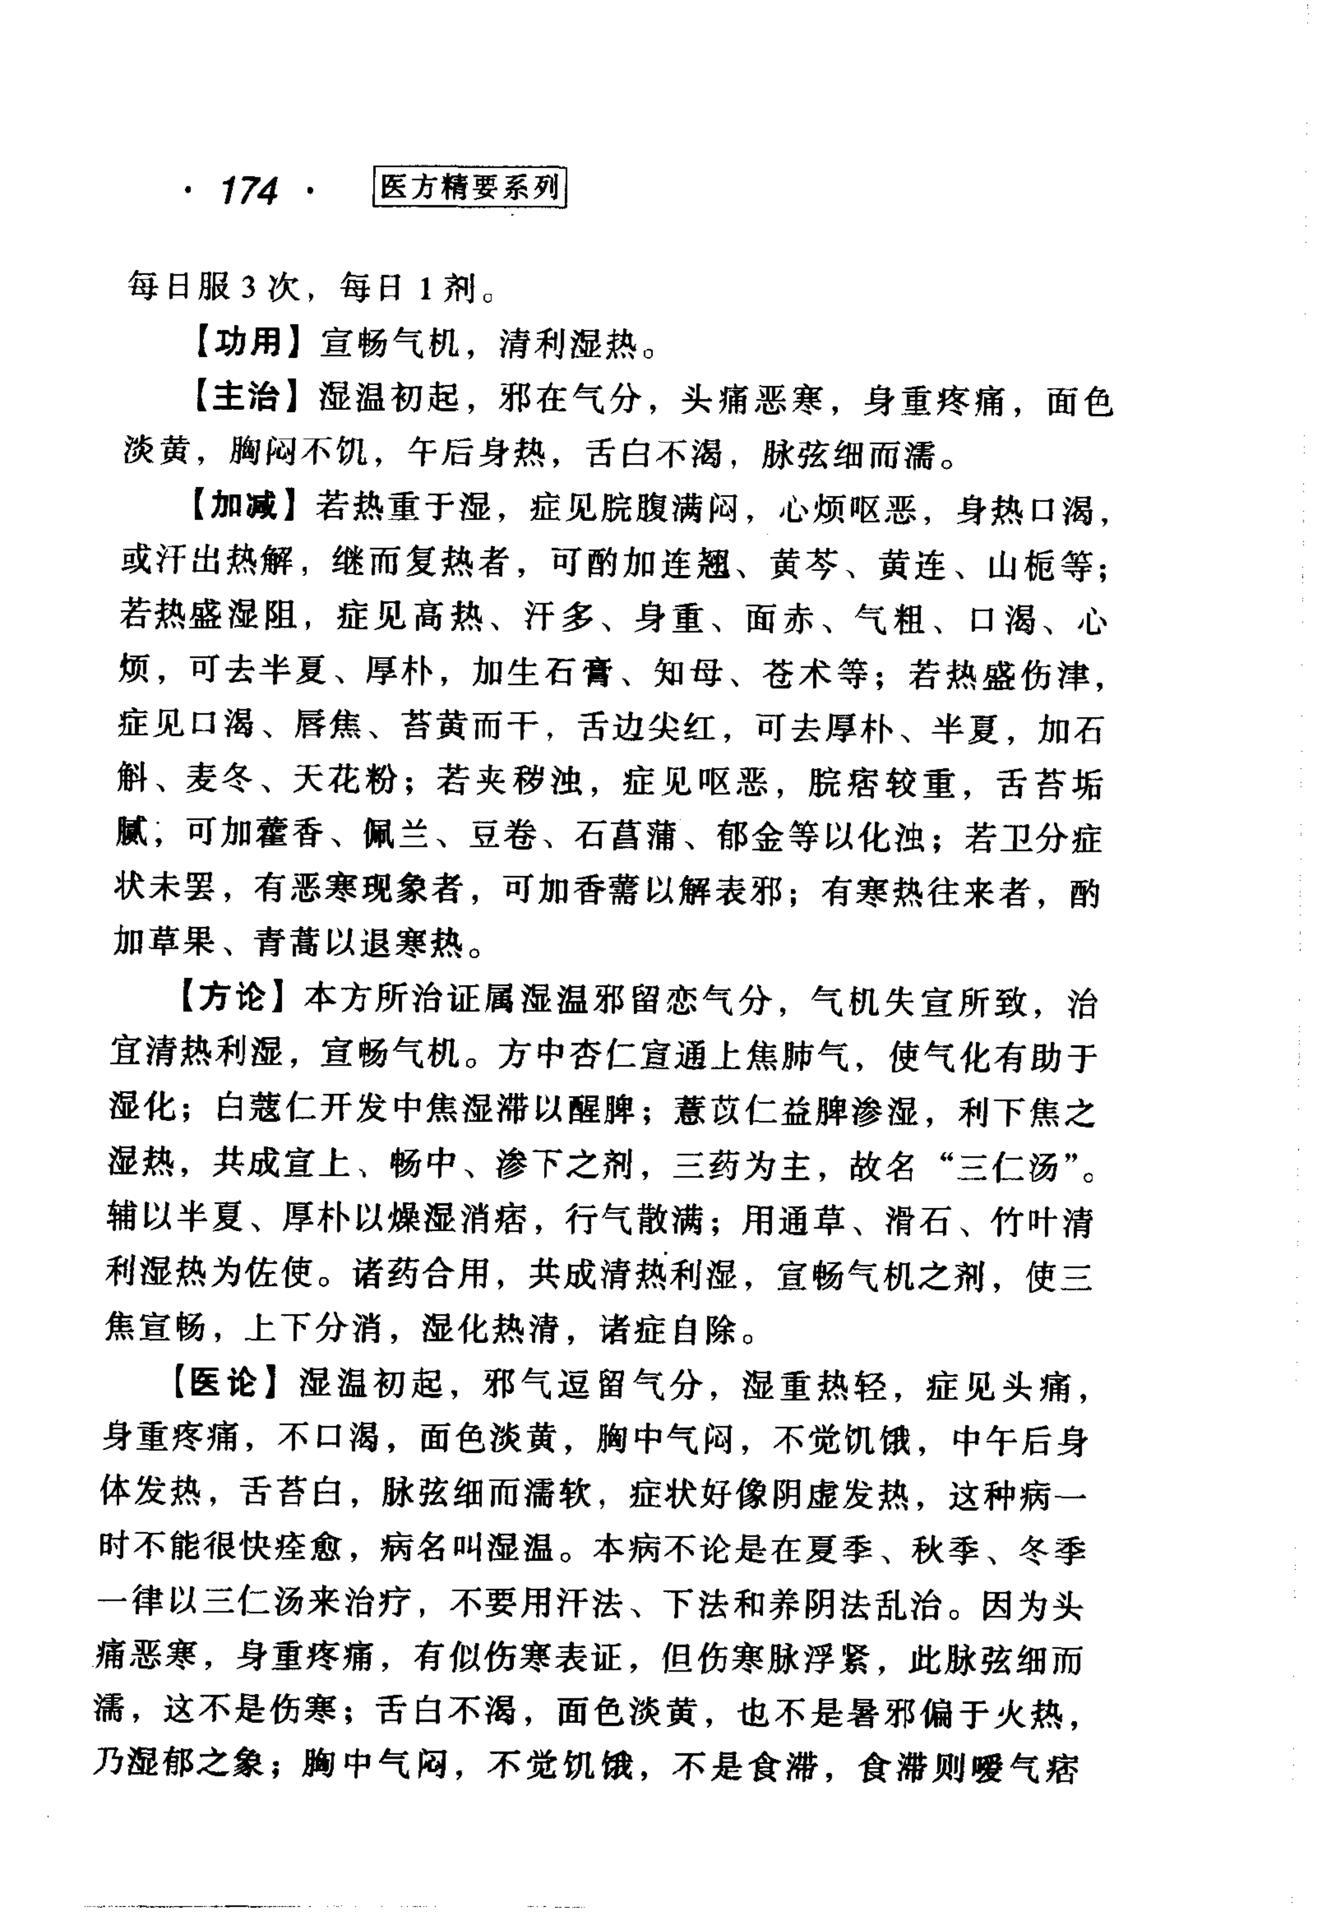 · 174 · 医方精要系列
每日服3次，每日1剂。
【功用】宣畅气机，清利湿热。
【主治】湿温初起，邪在气分，头痛恶寒，身重疼痛，面色
淡黄，胸闷不饥，午后身热，舌白不渴，脉弦细而濡。
【加减】若热重于湿，症见脘腹满闷，心烦呕恶，身热口渴，
或汗出热解，继而复热者，可酌加连翘、黄芩、黄连、山栀等；
若热盛湿阻，症见高热、汗多、身重、面赤、气粗、口渴、心
烦，可去半夏、厚朴，加生石膏、知母、苍术等；若热盛伤津，
症见口渴、唇焦、苔黄而干，舌边尖红，可去厚朴、半夏，加石
斛、麦冬、天花粉；若夹秽浊，症见呕恶，脘痞较重，舌苔垢
腻，可加藿香、佩兰、豆卷、石菖蒲、郁金等以化浊；若卫分症
状未罢，有恶寒现象者，可加香薷以解表邪；有寒热往来者，酌
加草果、青蒿以退寒热。
【方论】本方所治证属湿温邪留恋气分，气机失宣所致，治
宜清热利湿，宣畅气机。方中杏仁宣通上焦肺气，使气化有助于
湿化；白蔻仁开发中焦湿滞以醒脾；薏苡仁益脾渗湿，利下焦之
湿热，共成宣上、畅中、渗下之剂，三药为主，故名“三仁汤”。
辅以半夏、厚朴以燥湿消痞，行气散满；用通草、滑石、竹叶清
利湿热为佐使。诸药合用，共成清热利湿，宣畅气机之剂，使三
焦宣畅，上下分消，湿化热清，诸症自除。
【医论】湿温初起，邪气逗留气分，湿重热轻，症见头痛，
身重疼痛，不口渴，面色淡黄，胸中气闷，不觉饥饿，中午后身
体发热，舌苔白，脉弦细而濡软，症状好像阴虚发热，这种病一
时不能很快痊愈，病名叫湿温。本病不论是在夏季、秋季、冬季
一律以三仁汤来治疗，不要用汗法、下法和养阴法乱治。因为头
痛恶寒，身重疼痛，有似伤寒表证，但伤寒脉浮紧，此脉弦细而
濡，这不是伤寒；舌白不渴，面色淡黄，也不是暑邪偏于火热，
乃湿郁之象；胸中气闷，不觉饥饿，不是食滞，食滞则嗳气痞